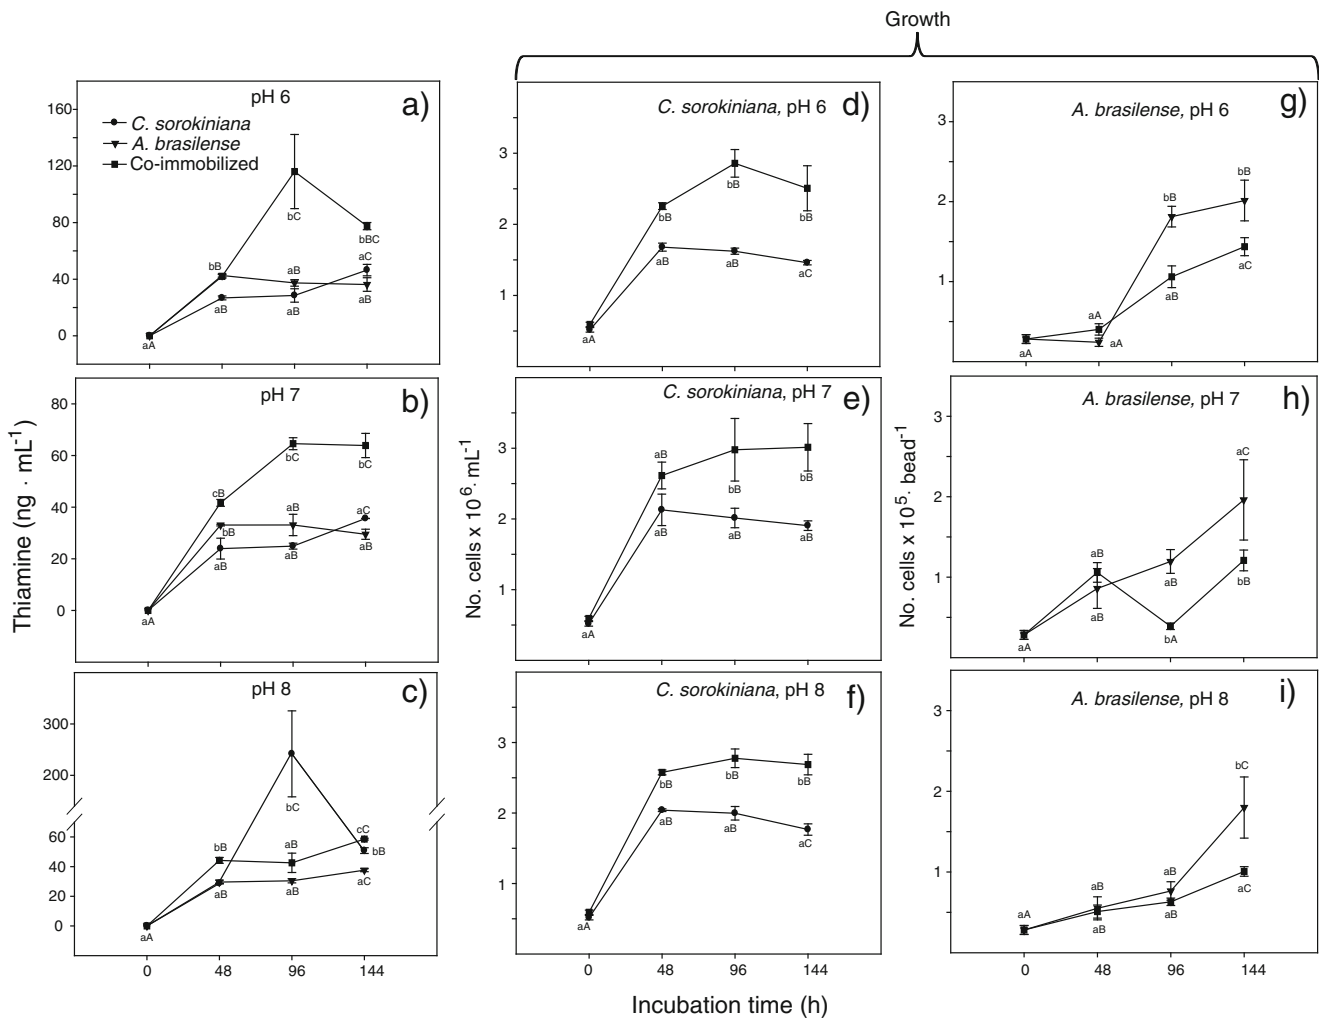 Growth
pH 6
a)
160
120
80
40
0
C. sorokiniana
A. brasilense
Co-immobilized
bC
bBC
aC
bB
aB
aB
aB
aB
aA
C. sorokiniana, pH 6
d)
3
2
1
bB
bB
bB
aB
aB
aC
aA
A. brasilense, pH 6
g)
3
2
1
bB
bB
aA
aA
aA
aB
aC
pH 7
b)
80
60
40
20
0
cB
bC
bC
aB
aC
bB
aB
aB
aB
aA
C. sorokiniana, pH 7
e)
3
2
1
aB
bB
bB
aB
aB
aB
aA
A. brasilense, pH 7
h)
3
2
1
aC
aB
aB
bB
aB
bA
aA
pH 8
c)
300
200
60
40
20
0
bC
cC
bB
aB
bB
aB
aB
aC
aA
C. sorokiniana, pH 8
f)
3
2
1
bB
bB
bB
aB
aB
aC
aA
A. brasilense, pH 8
i)
3
2
1
bC
aB
aB
aA
aB
aB
aC
Thiamine (ng · mL-1)
No. cells x 10⁶· mL-1
No. cells x 10⁵· bead-1
0 48 96 144
0 48 96 144
0 48 96 144
Incubation time (h)